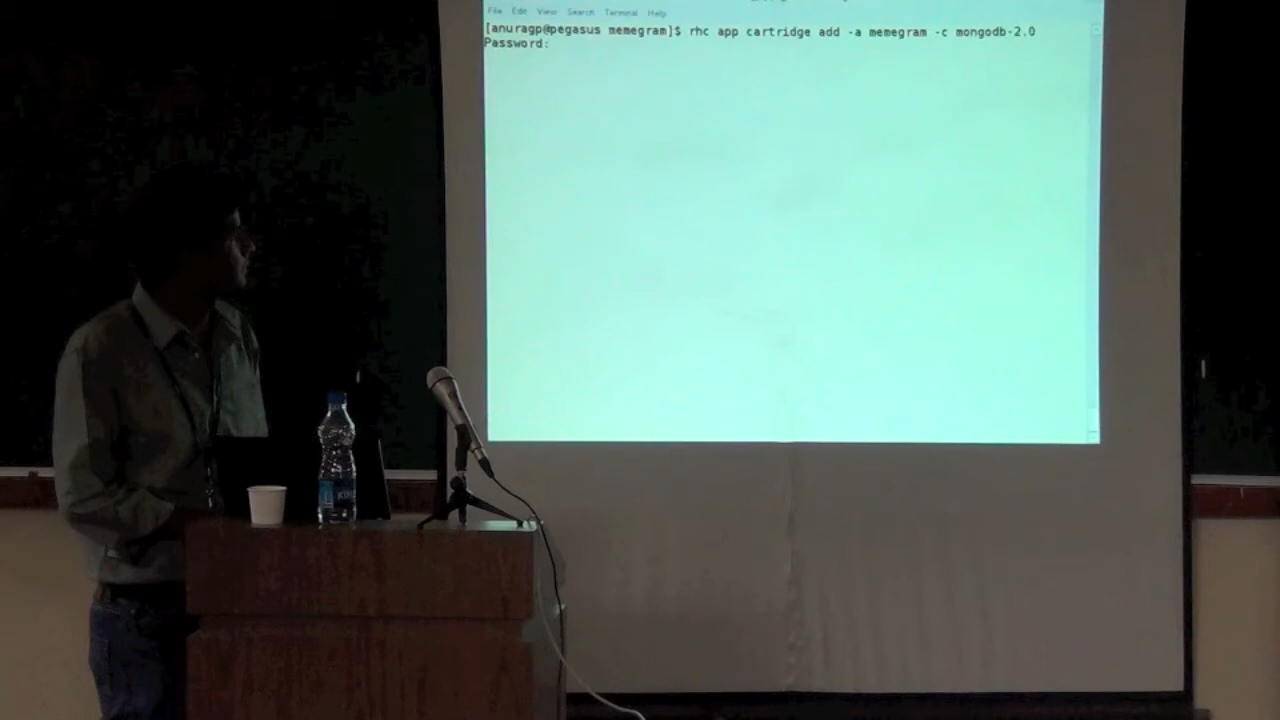 File Edit View Search Terminal Help
[anuragp@pegasus memegram]$ rhc app cartridge add -a memegram -c mongodb-2.0
Password: